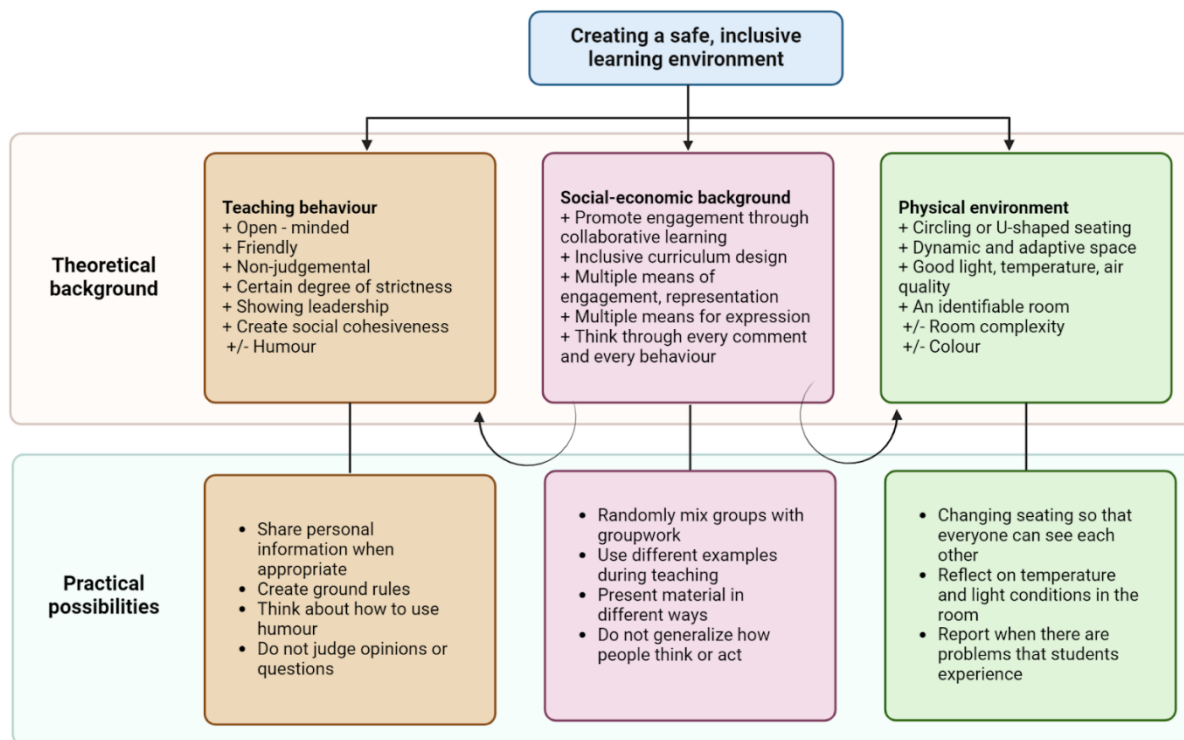 Creating a safe, inclusive
learning environment
Theoretical
background
Teaching behaviour
+ Open - minded
+ Friendly
+ Non-judgemental
+ Certain degree of strictness
+ Showing leadership
+ Create social cohesiveness
+/- Humour
Social-economic background
+ Promote engagement through
collaborative learning
+ Inclusive curriculum design
+ Multiple means of
engagement, representation
+ Multiple means for expression
+ Think through every comment
and every behaviour
Physical environment
+ Circling or U-shaped seating
+ Dynamic and adaptive space
+ Good light, temperature, air
quality
+ An identifiable room
+/- Room complexity
+/- Colour
Practical
possibilities
• Share personal
information when
appropriate
• Create ground rules
• Think about how to use
humour
• Do not judge opinions or
questions
• Randomly mix groups with
groupwork
• Use different examples
during teaching
• Present material in
different ways
• Do not generalize how
people think or act
• Changing seating so that
everyone can see each
other
• Reflect on temperature
and light conditions in the
room
• Report when there are
problems that students
experience